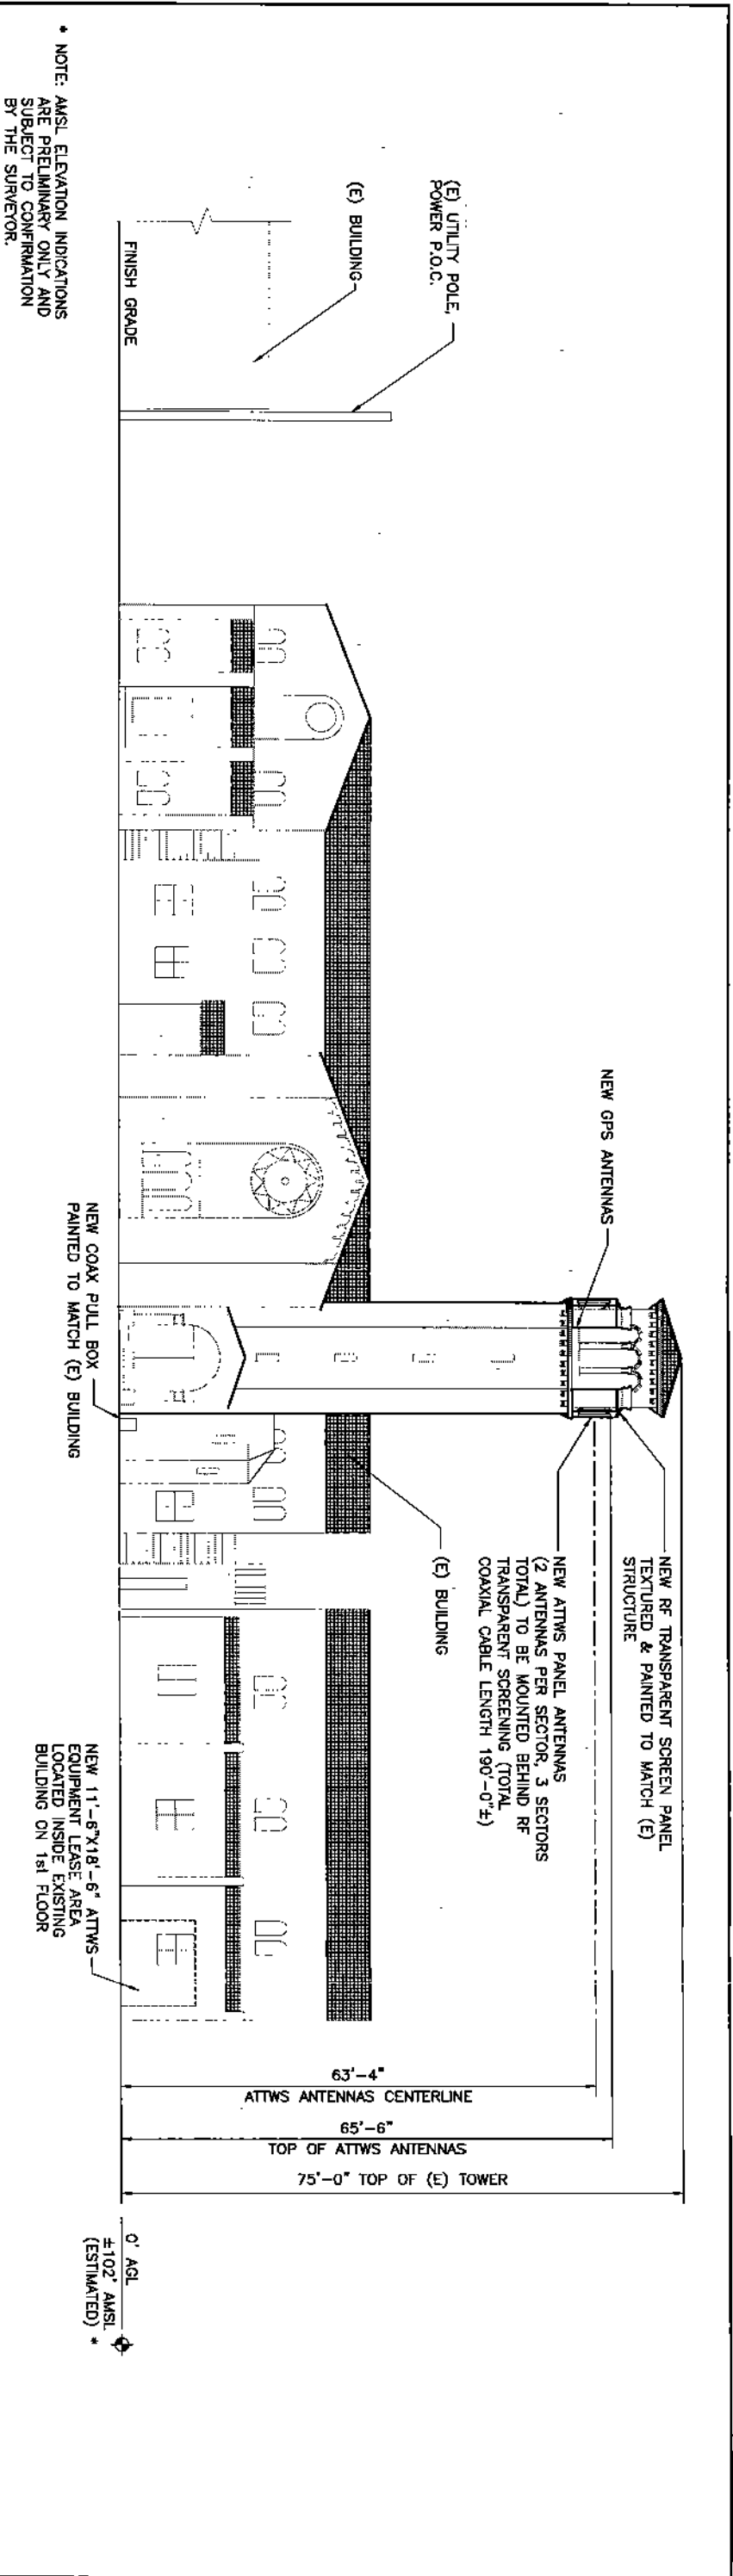 (E) UTILITY POLE,
POWER P.O.C.
(E) BUILDING
FINISH GRADE
* NOTE: AMSL ELEVATION INDICATIONS
ARE PRELIMINARY ONLY AND
SUBJECT TO CONFIRMATION
BY THE SURVEYOR.
NEW GPS ANTENNAS
NEW COAX PULL BOX
PAINTED TO MATCH (E) BUILDING
NEW RF TRANSPARENT SCREEN PANEL
TEXTURED & PAINTED TO MATCH (E)
STRUCTURE
NEW ATTWS PANEL ANTENNAS
(2 ANTENNAS PER SECTOR, 3 SECTORS
TOTAL) TO BE MOUNTED BEHIND RF
TRANSPARENT SCREENING (TOTAL
COAXIAL CABLE LENGTH 190'-0"±)
(E) BUILDING
NEW 11'-6"X18'-6" ATTWS
EQUIPMENT LEASE AREA
LOCATED INSIDE EXISTING
BUILDING ON 1st FLOOR
63'-4"
ATTWS ANTENNAS CENTERLINE
65'-6"
TOP OF ATTWS ANTENNAS
75'-0" TOP OF (E) TOWER
0' AGL
±102' AMSL
(ESTIMATED) *